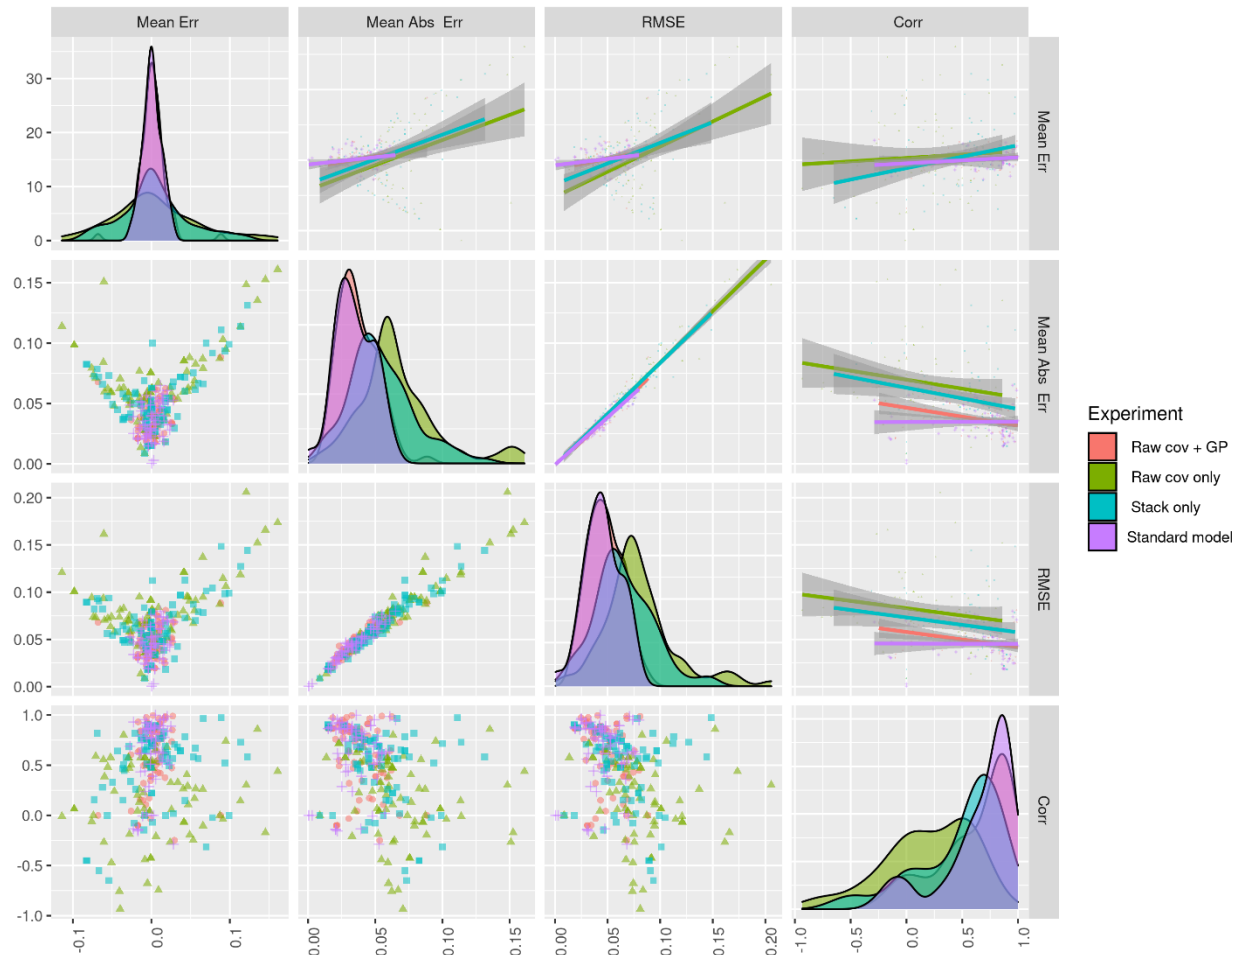 Mean Err
Mean Abs Err
RMSE
Corr
30
20
10
0
Mean Err
0.15
0.10
0.05
0.00
Mean Abs Err
Experiment
Raw cov + GP
Raw cov only
Stack only
Standard model
0.20
0.15
0.10
0.05
0.00
RMSE
1.0
0.5
0.0
-0.5
-1.0
Corr
-0.1
0.0
0.1
0.00
0.05
0.10
0.15
0.00
0.05
0.10
0.15
0.20
-1.0
-0.5
0.0
0.5
1.0